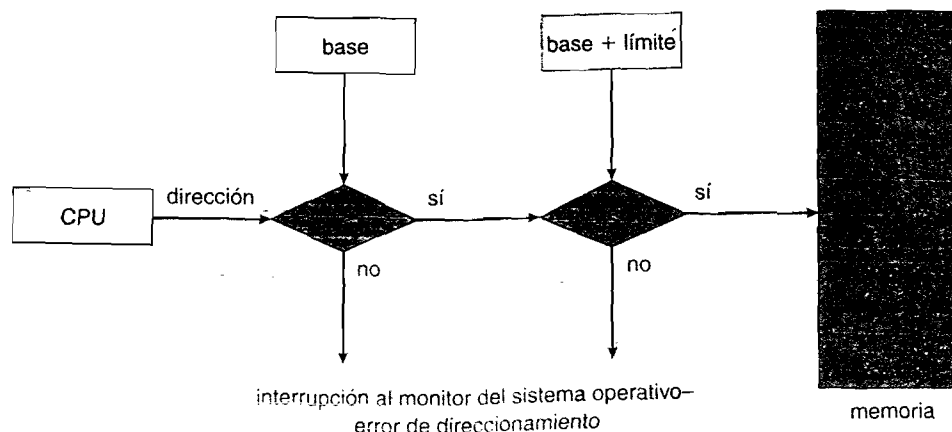 base
base + límite
CPU
dirección
sí
sí
no
no
interrupción al monitor del sistema operativo–
error de direccionamiento
memoria